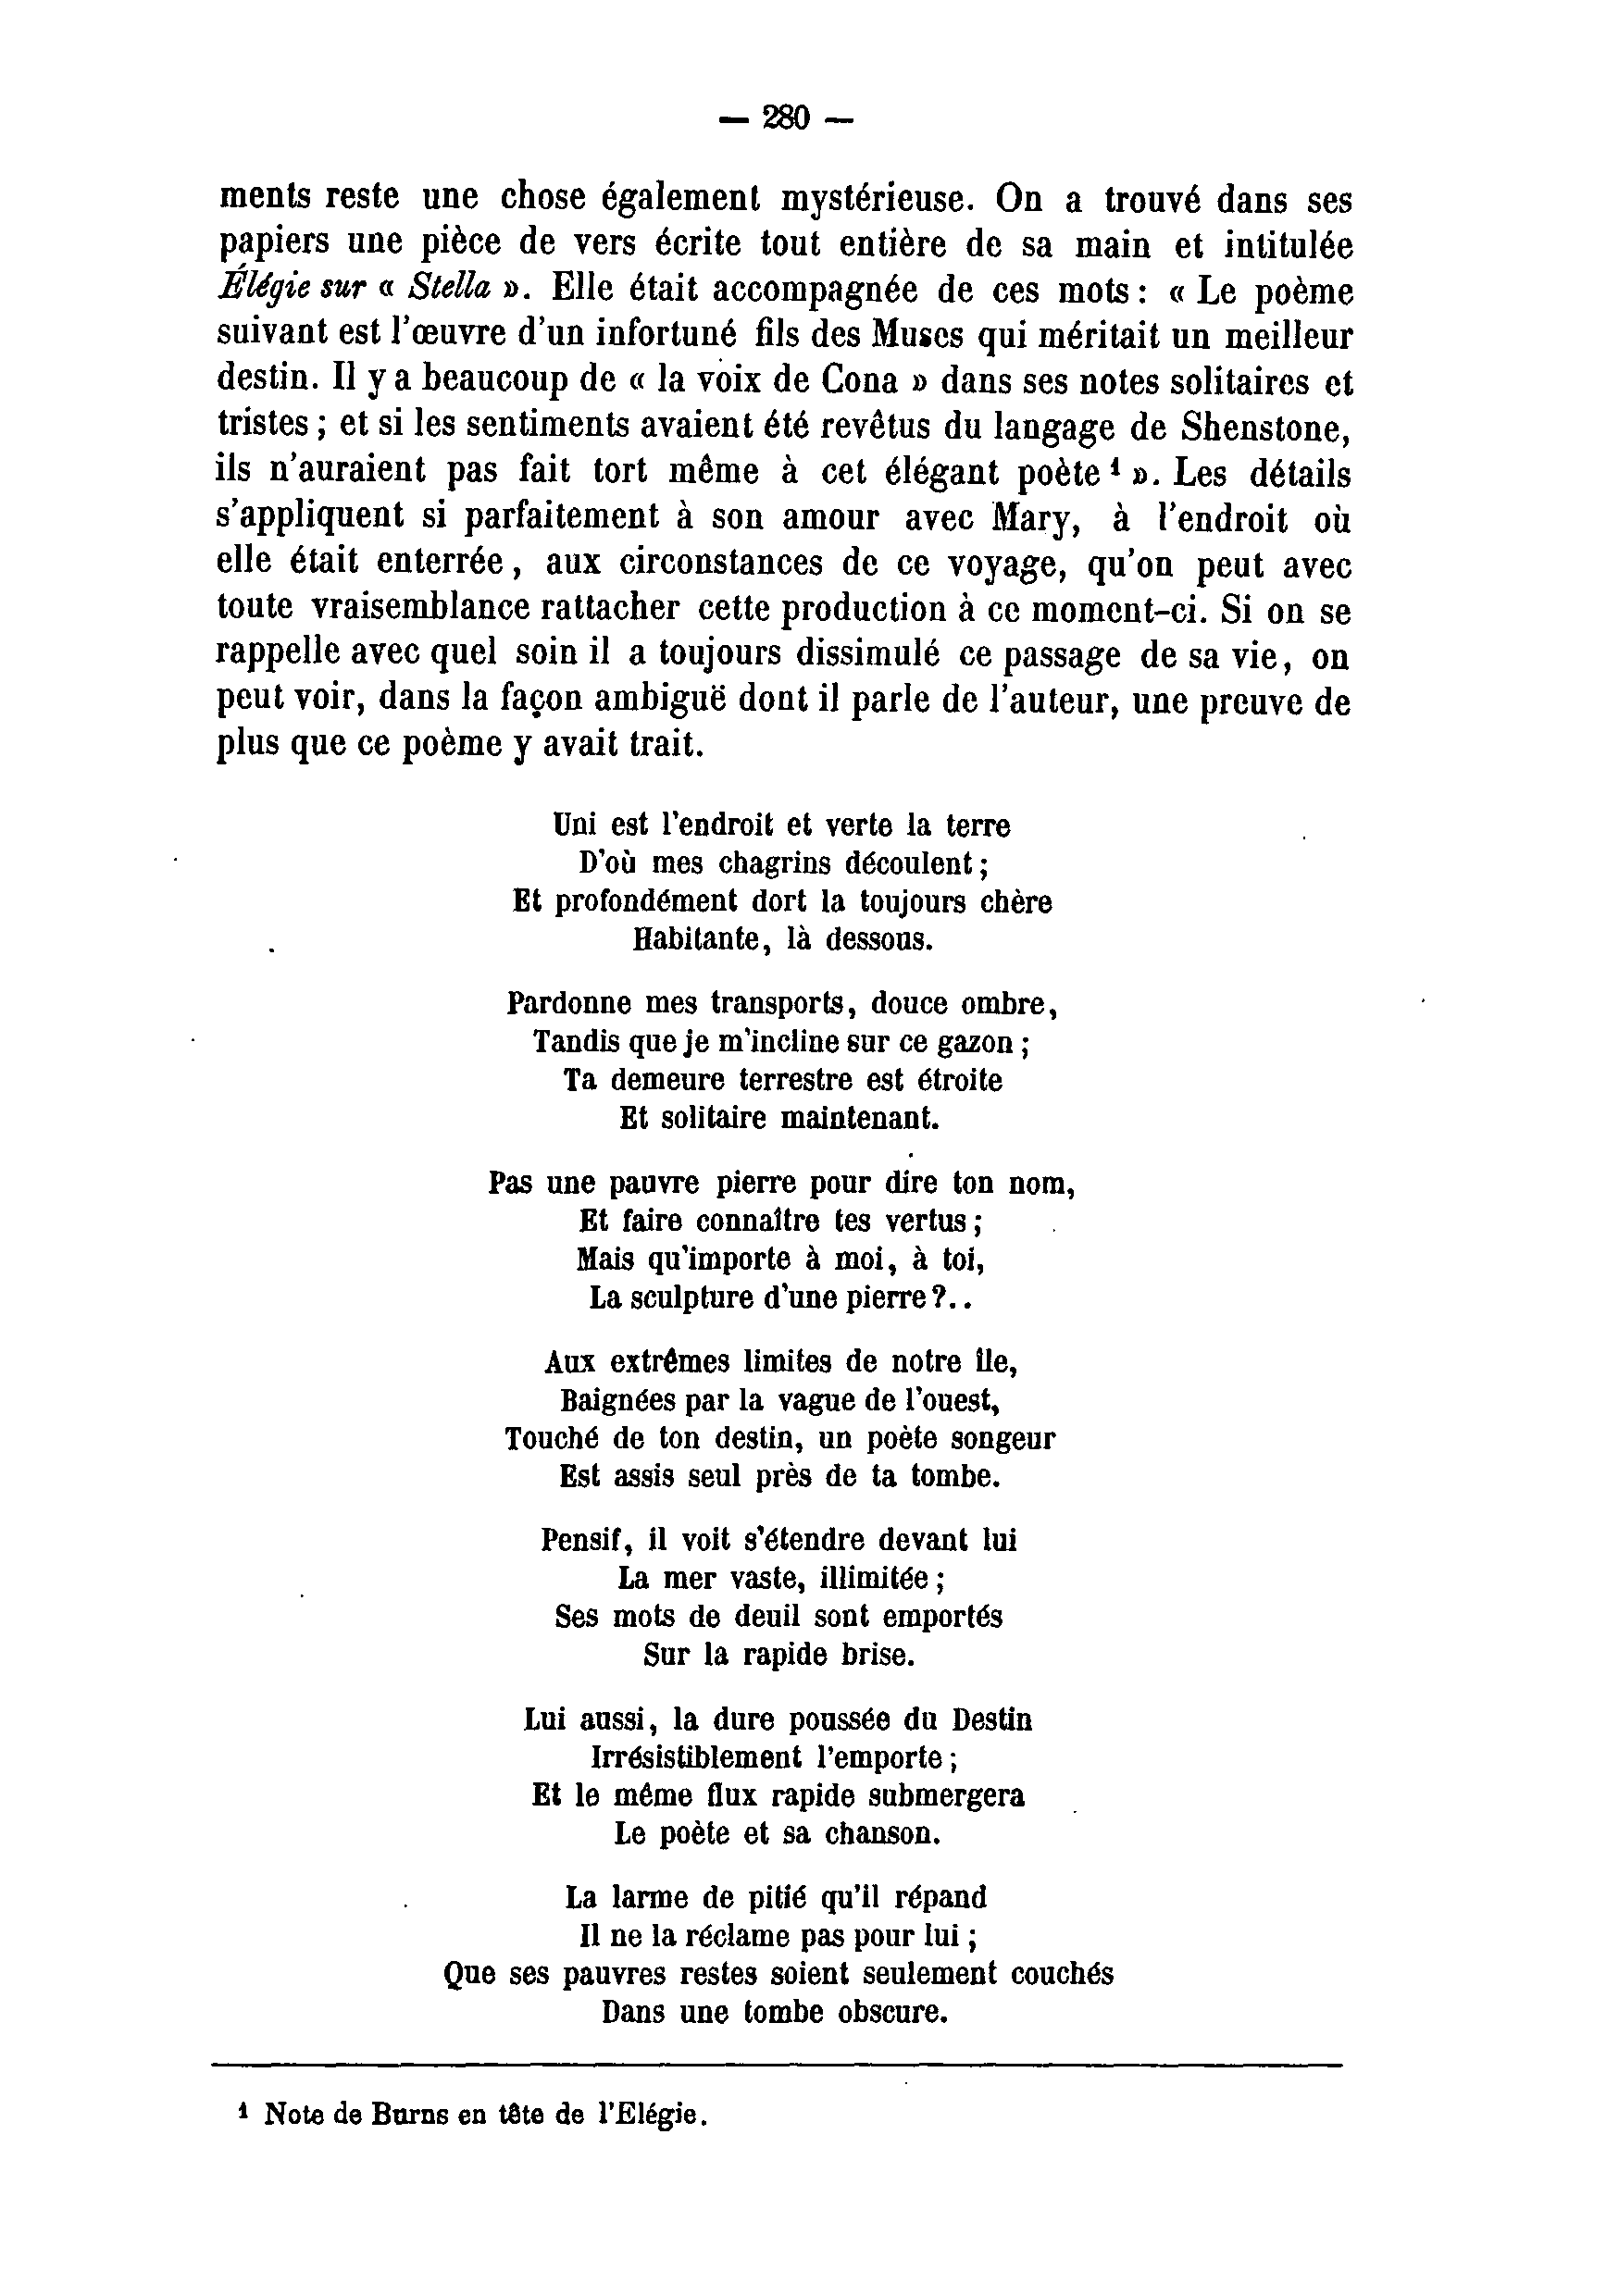 — 280 —
ments reste une chose également mystérieuse. On a trouvé dans ses
papiers une pièce de vers écrite tout entière de sa main et intitulée
Élégie sur « Stella ». Elle était accompagnée de ces mots : « Le poème
suivant est l'œuvre d'un infortuné fils des Muses qui méritait un meilleur
destin. Il y a beaucoup de « la voix de Cona » dans ses notes solitaires et
tristes ; et si les sentiments avaient été revêtus du langage de Shenstone,
ils n'auraient pas fait tort même à cet élégant poète ¹ ». Les détails
s'appliquent si parfaitement à son amour avec Mary, à l'endroit où
elle était enterrée, aux circonstances de ce voyage, qu'on peut avec
toute vraisemblance rattacher cette production à ce moment-ci. Si on se
rappelle avec quel soin il a toujours dissimulé ce passage de sa vie, on
peut voir, dans la façon ambiguë dont il parle de l'auteur, une preuve de
plus que ce poème y avait trait.
Uni est l'endroit et verte la terre
D'où mes chagrins découlent ;
Et profondément dort la toujours chère
Habitante, là dessous.
Pardonne mes transports, douce ombre,
Tandis que je m'incline sur ce gazon ;
Ta demeure terrestre est étroite
Et solitaire maintenant.
Pas une pauvre pierre pour dire ton nom,
Et faire connaître tes vertus ;
Mais qu'importe à moi, à toi,
La sculpture d'une pierre ?..
Aux extrêmes limites de notre île,
Baignées par la vague de l'ouest,
Touché de ton destin, un poète songeur
Est assis seul près de ta tombe.
Pensif, il voit s'étendre devant lui
La mer vaste, illimitée ;
Ses mots de deuil sont emportés
Sur la rapide brise.
Lui aussi, la dure poussée du Destin
Irrésistiblement l'emporte ;
Et le même flux rapide submergera
Le poète et sa chanson.
La larme de pitié qu'il répand
Il ne la réclame pas pour lui ;
Que ses pauvres restes soient seulement couchés
Dans une tombe obscure.
¹ Note de Burns en tête de l'Elégie.